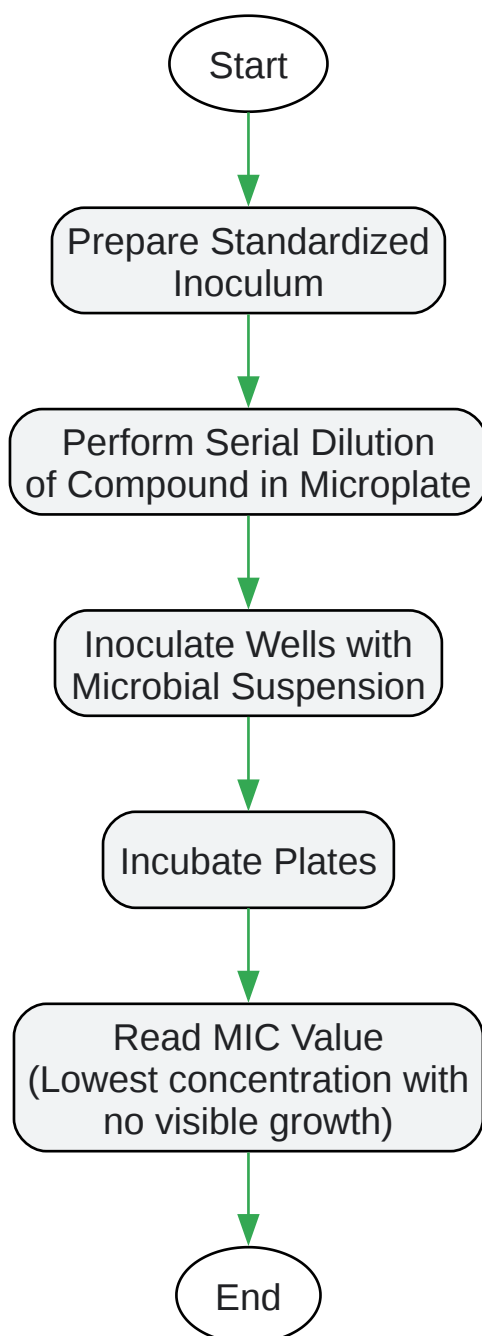 Start
Prepare Standardized
Inoculum
Perform Serial Dilution
of Compound in Microplate
Inoculate Wells with
Microbial Suspension
Incubate Plates
Read MIC Value
(Lowest concentration with
no visible growth)
End